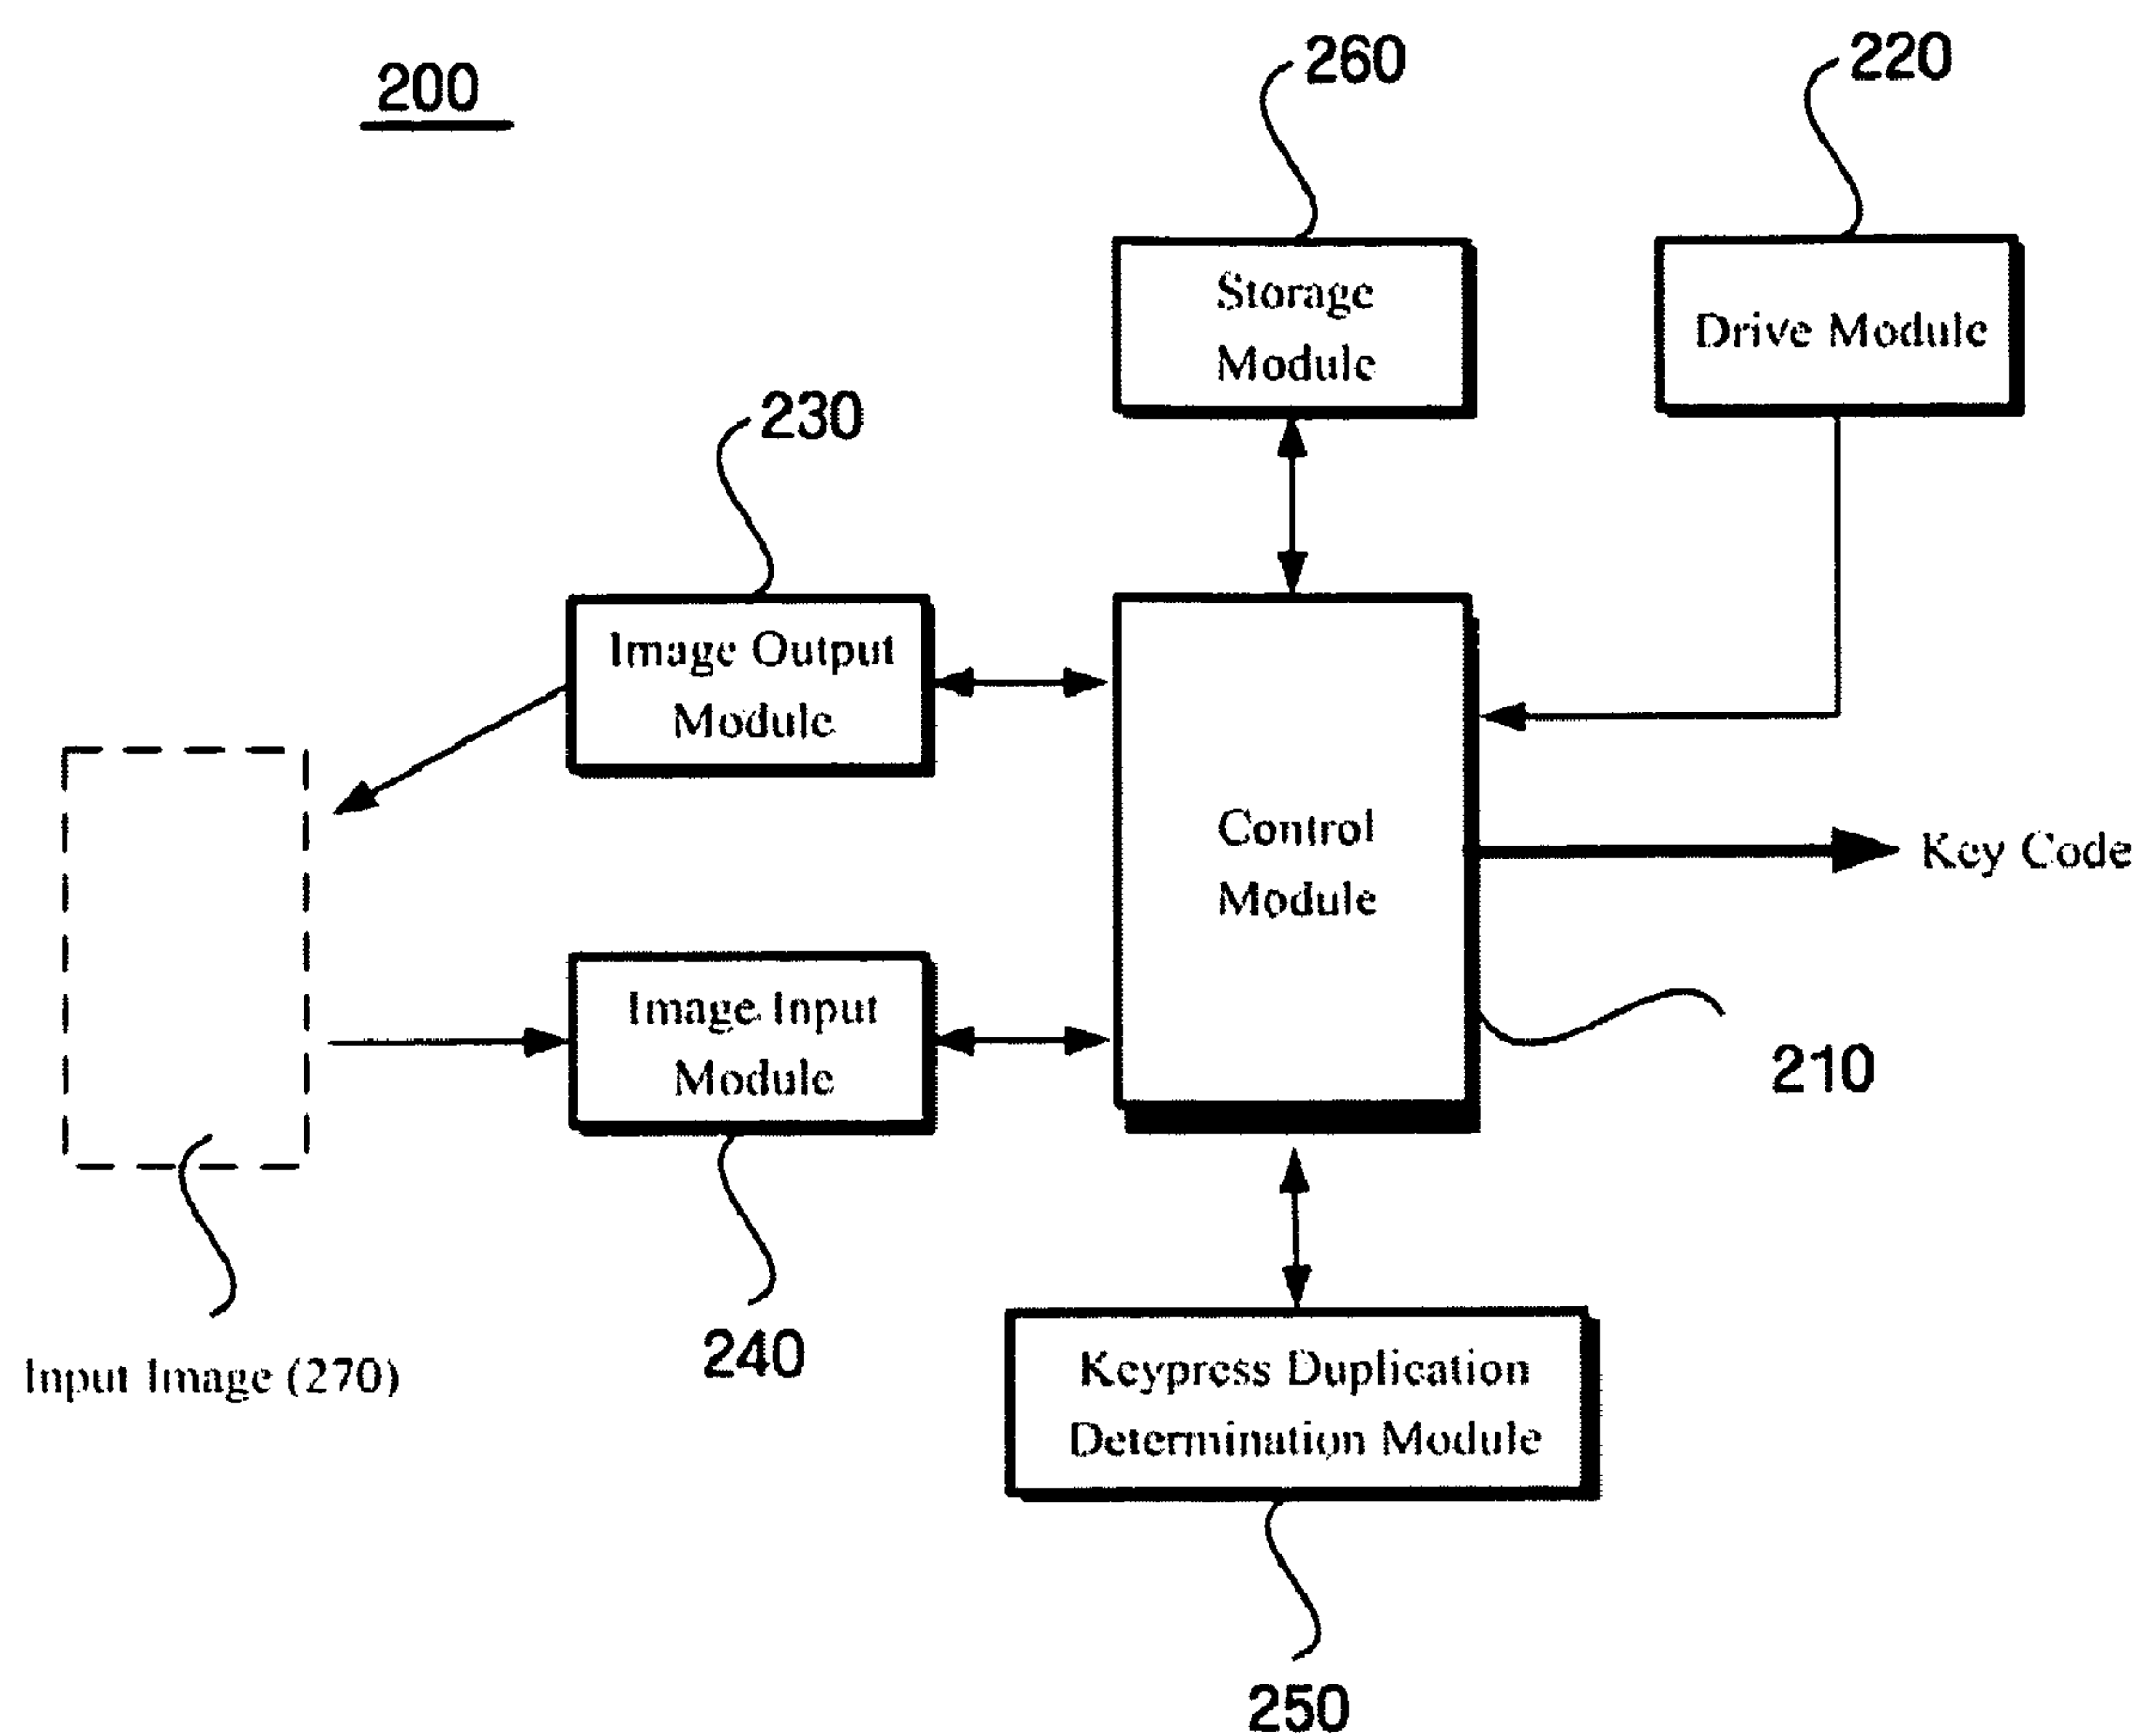 200
260
220
Storage
Module
Drive Module
230
Image Output
Module
Control
Module
Key Code
Image Input
Module
210
240
Input Image (270)
Keypress Duplication
Determination Module
250